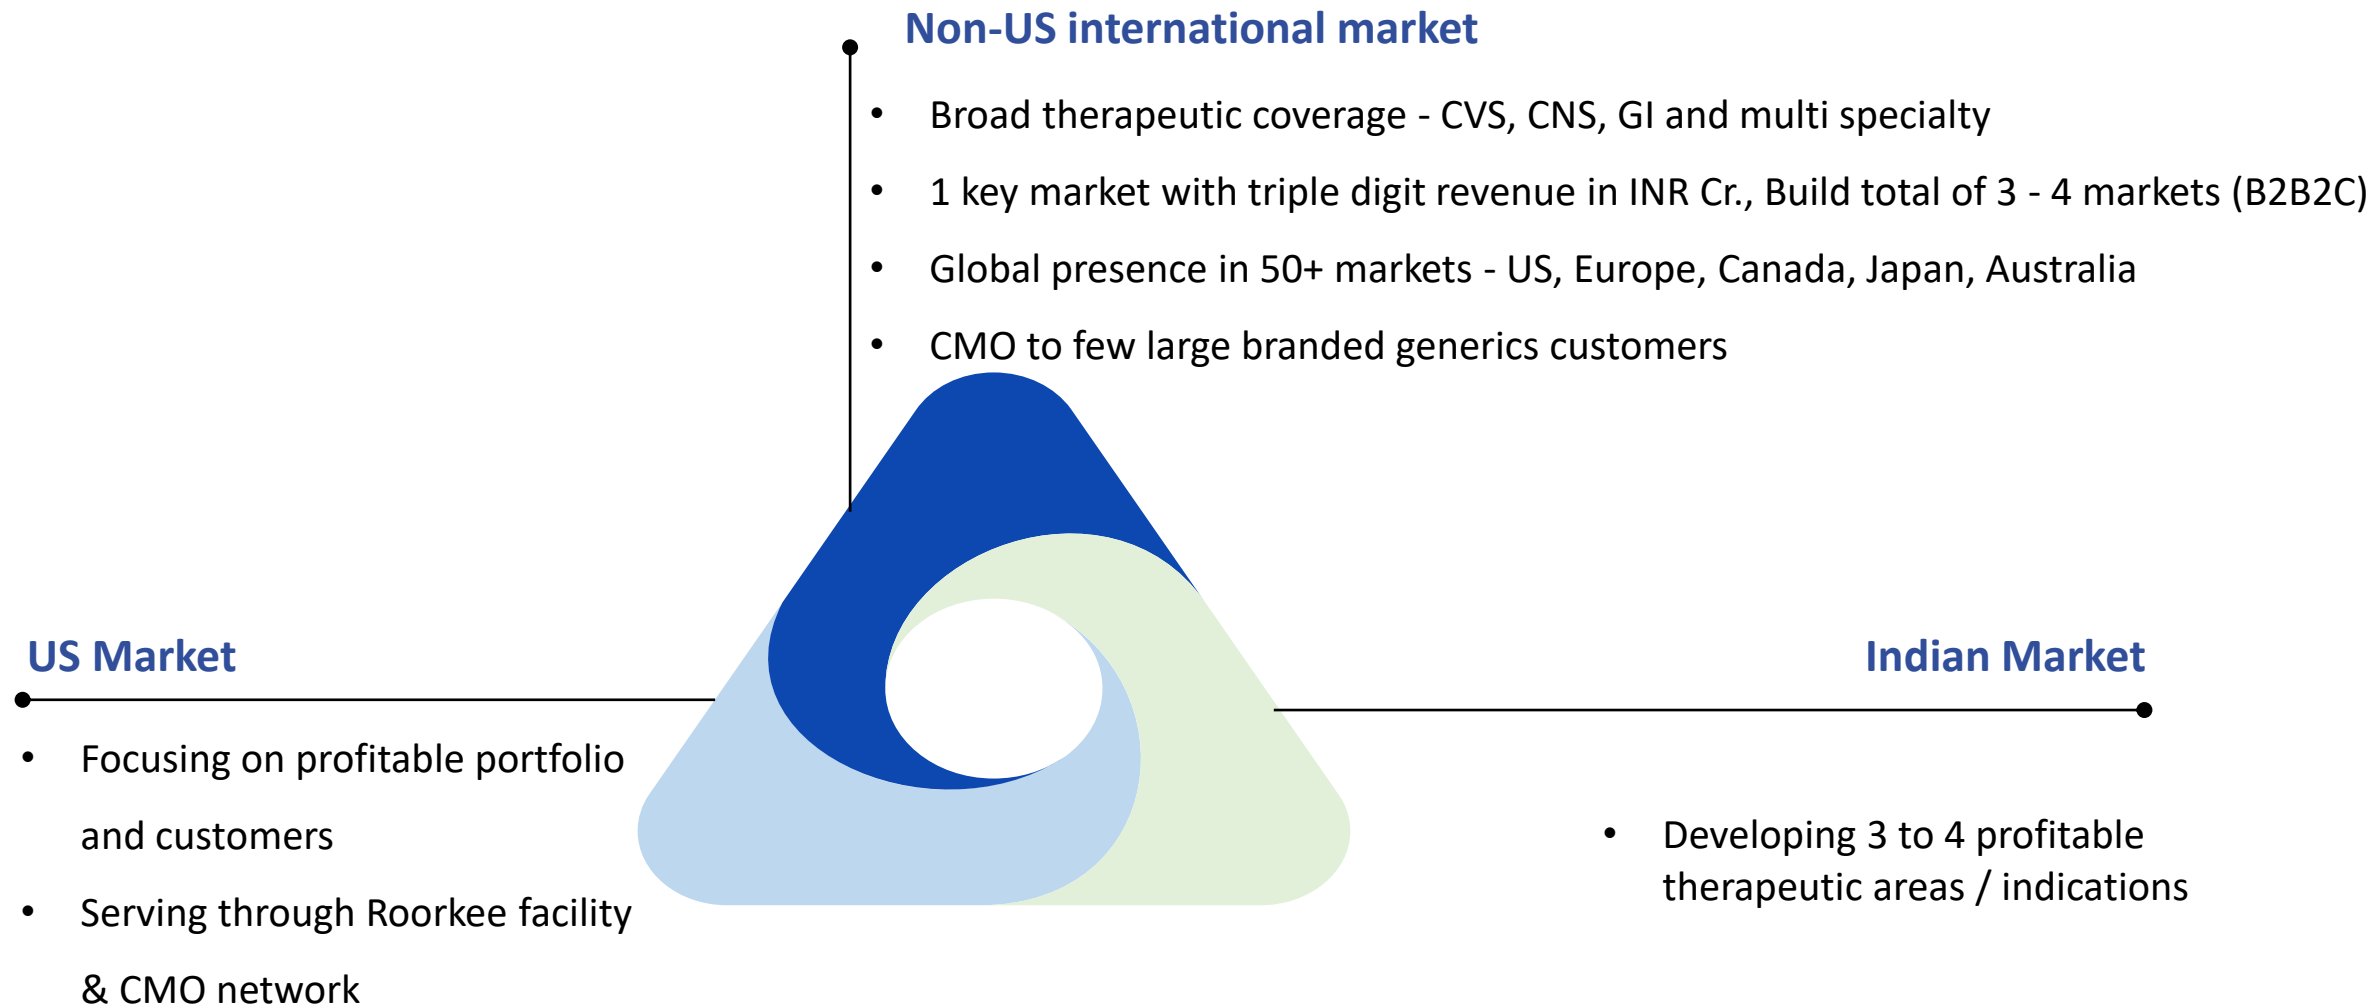 Non-US international market
• Broad therapeutic coverage - CVS, CNS, GI and multi specialty
• 1 key market with triple digit revenue in INR Cr., Build total of 3 - 4 markets (B2B2C)
• Global presence in 50+ markets - US, Europe, Canada, Japan, Australia
• CMO to few large branded generics customers
US Market
• Focusing on profitable portfolio
and customers
• Serving through Roorkee facility
& CMO network
Indian Market
• Developing 3 to 4 profitable
therapeutic areas / indications